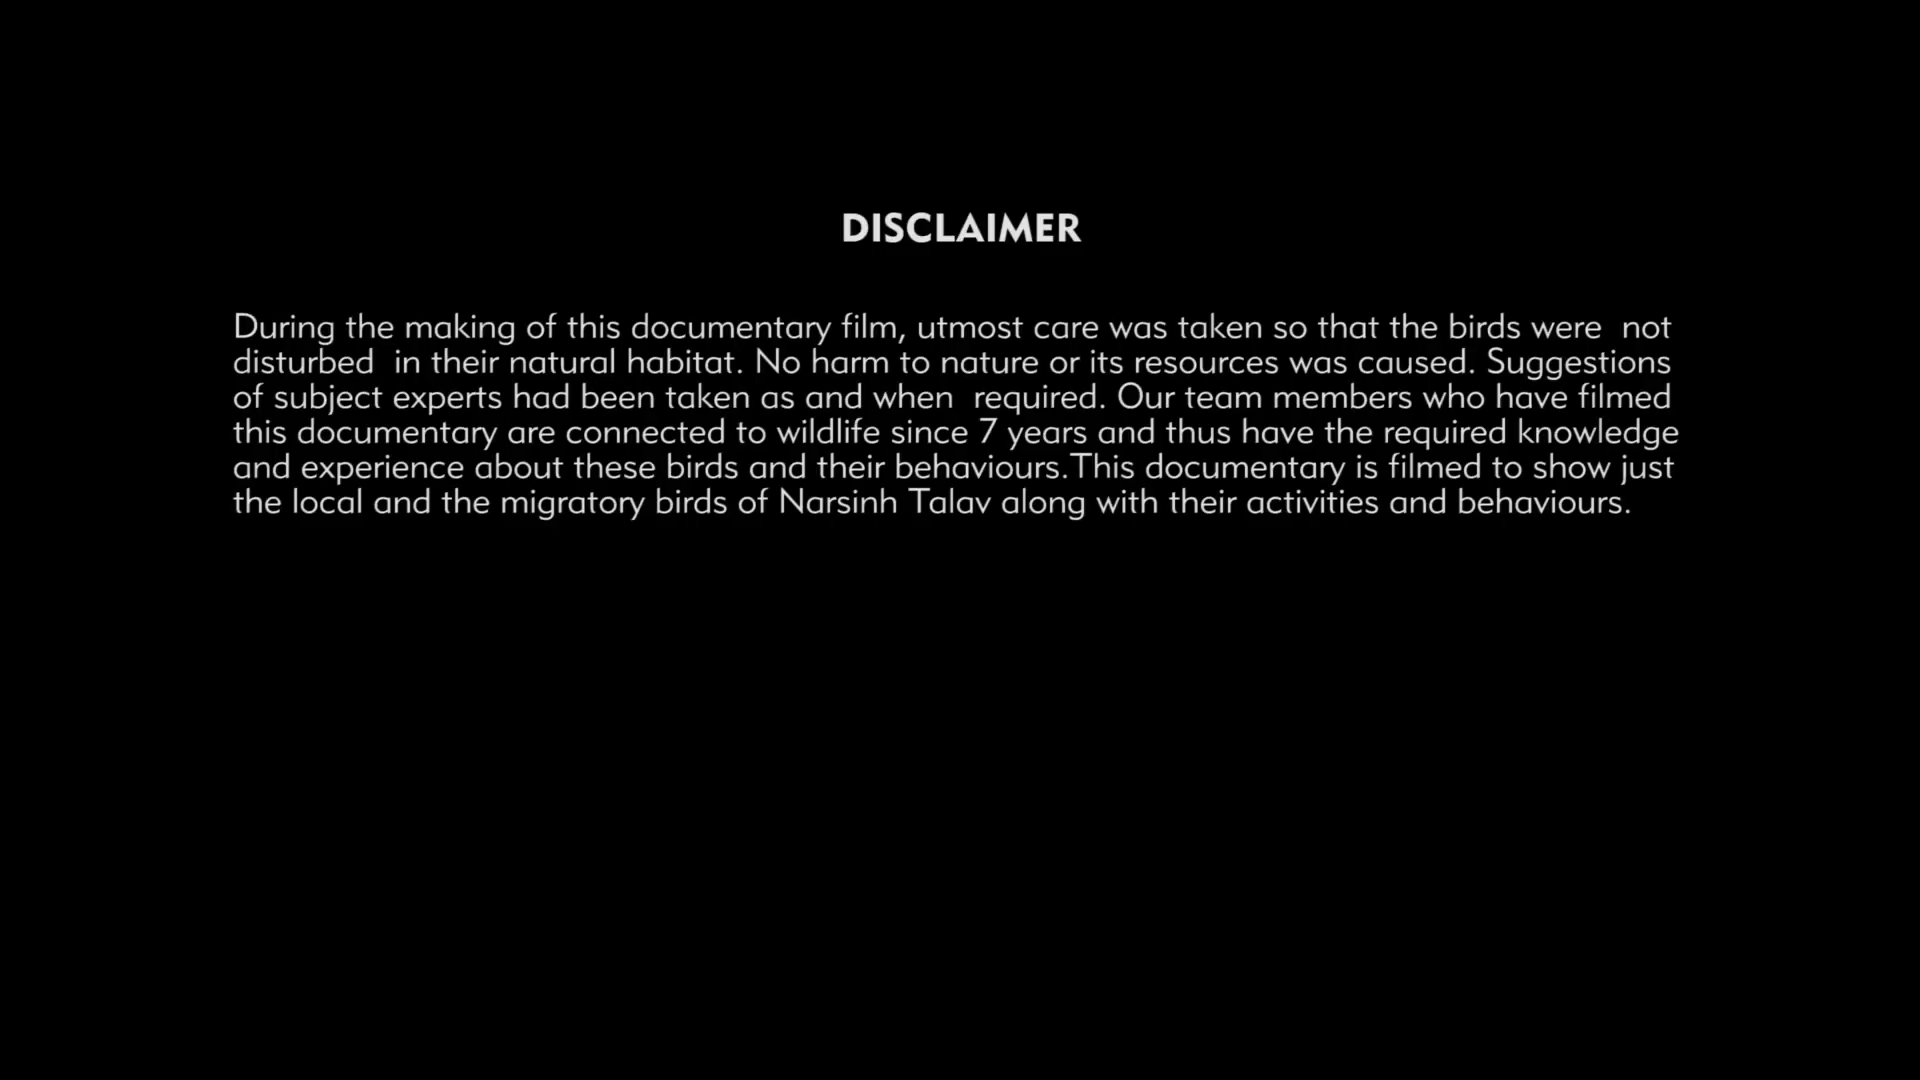 DISCLAIMER
During the making of this documentary film, utmost care was taken so that the birds were  not
disturbed  in their natural habitat. No harm to nature or its resources was caused. Suggestions
of subject experts had been taken as and when  required. Our team members who have filmed
this documentary are connected to wildlife since 7 years and thus have the required knowledge
and experience about these birds and their behaviours.This documentary is filmed to show just
the local and the migratory birds of Narsinh Talav along with their activities and behaviours.